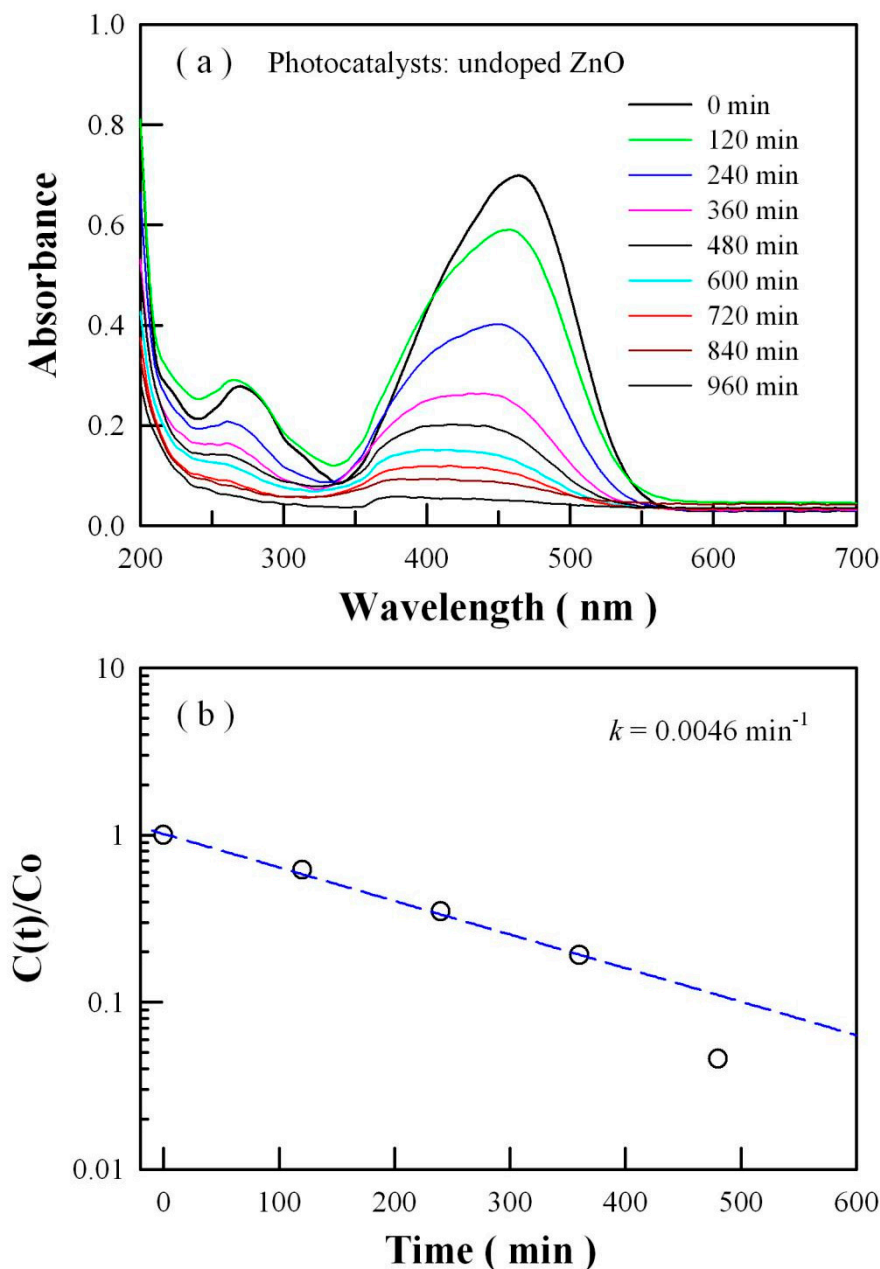 ( a ) Photocatalysts: undoped ZnO
0 min
120 min
240 min
360 min
480 min
600 min
720 min
840 min
960 min
1.0
0.8
0.6
0.4
0.2
0.0
Absorbance
200 300 400 500 600 700
Wavelength ( nm )
( b )
k = 0.0046 min⁻¹
10
1
0.1
0.01
C(t)/Co
0 100 200 300 400 500 600
Time ( min )